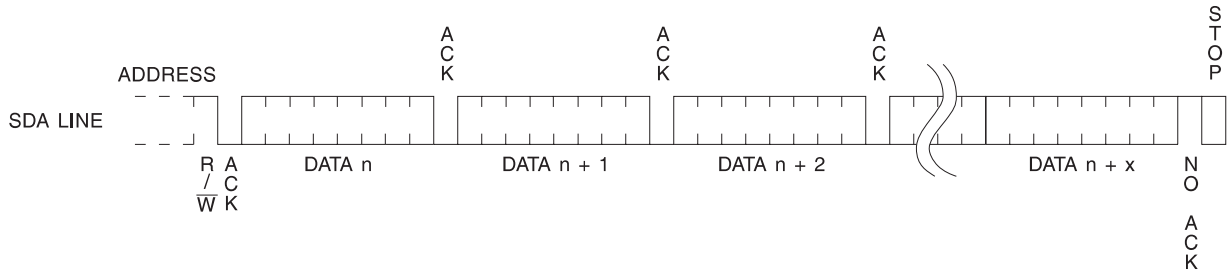 STOP
ACK
ACK
ACK
ADDRESS
SDA LINE
R/W
ACK
DATA n
DATA n + 1
DATA n + 2
DATA n + x
NO ACK